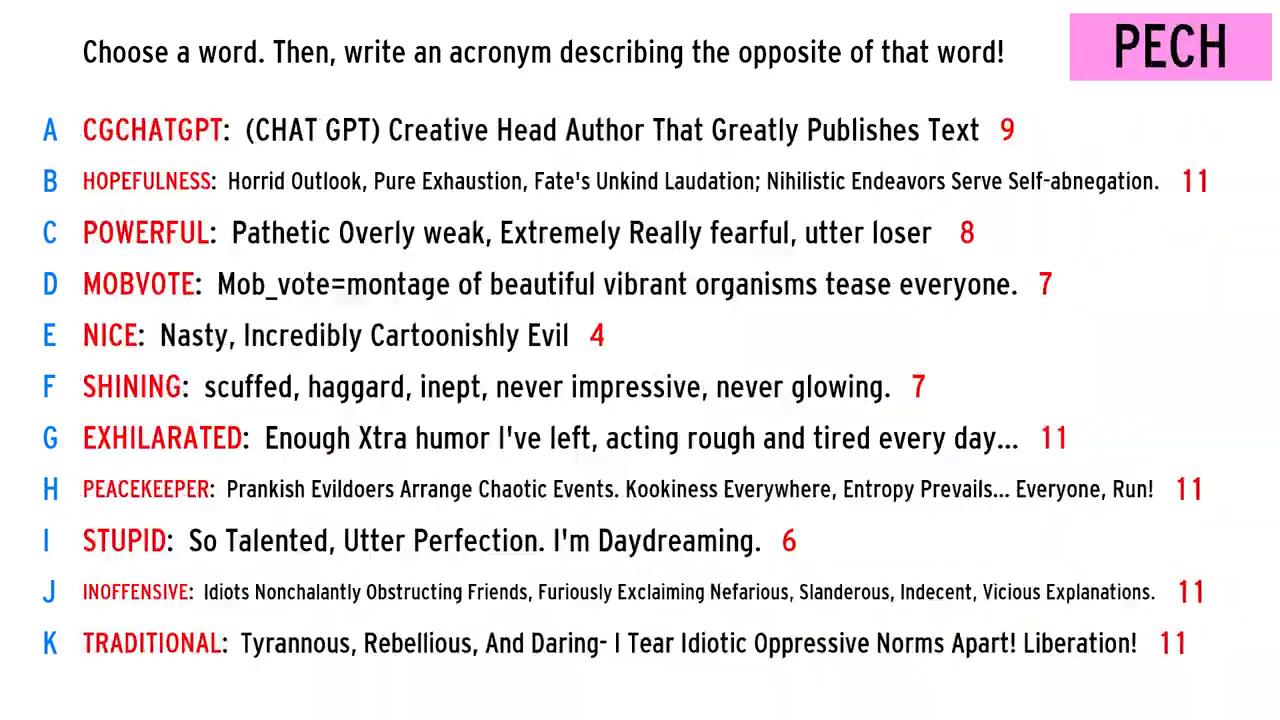 Choose a word. Then, write an acronym describing the opposite of that word!
PECH
A CGCHATGPT: (CHAT GPT) Creative Head Author That Greatly Publishes Text 9
B HOPEFULNESS: Horrid Outlook, Pure Exhaustion, Fate's Unkind Laudation; Nihilistic Endeavors Serve Self-abnegation. 11
C POWERFUL: Pathetic Overly weak, Extremely Really fearful, utter loser 8
D MOBVOTE: Mob_vote=montage of beautiful vibrant organisms tease everyone. 7
E NICE: Nasty, Incredibly Cartoonishly Evil 4
F SHINING: scuffed, haggard, inept, never impressive, never glowing. 7
G EXHILARATED: Enough Xtra humor I've left, acting rough and tired every day... 11
H PEACEKEEPER: Prankish Evildoers Arrange Chaotic Events. Kookiness Everywhere, Entropy Prevails... Everyone, Run! 11
I STUPID: So Talented, Utter Perfection. I'm Daydreaming. 6
J INOFFENSIVE: Idiots Nonchalantly Obstructing Friends, Furiously Exclaiming Nefarious, Slanderous, Indecent, Vicious Explanations. 11
K TRADITIONAL: Tyrannous, Rebellious, And Daring- I Tear Idiotic Oppressive Norms Apart! Liberation! 11